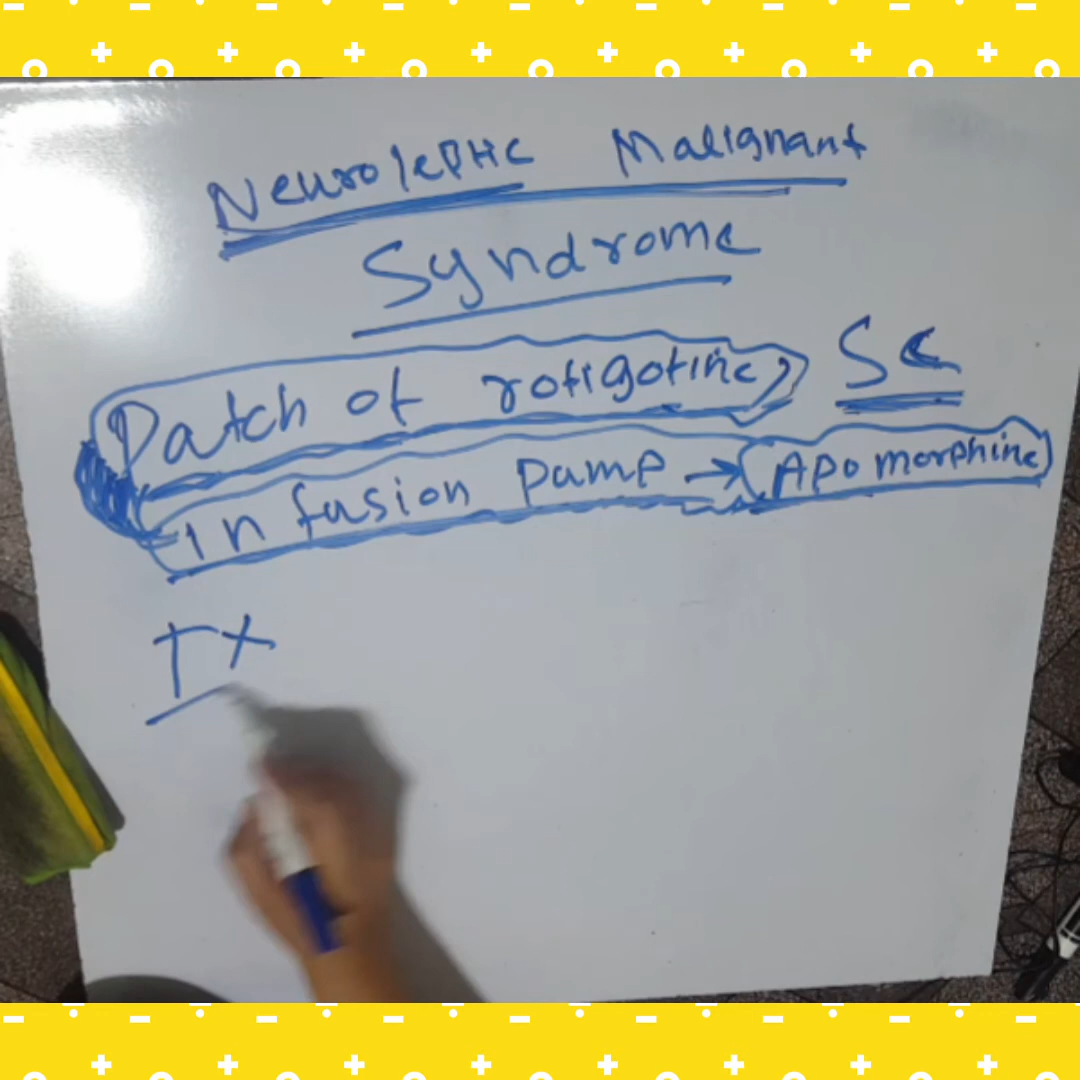 Neuroleptic Malignant
Syndrome
Patch of rotigotine) SC
Infusion pump → (Apomorphine)
Tx